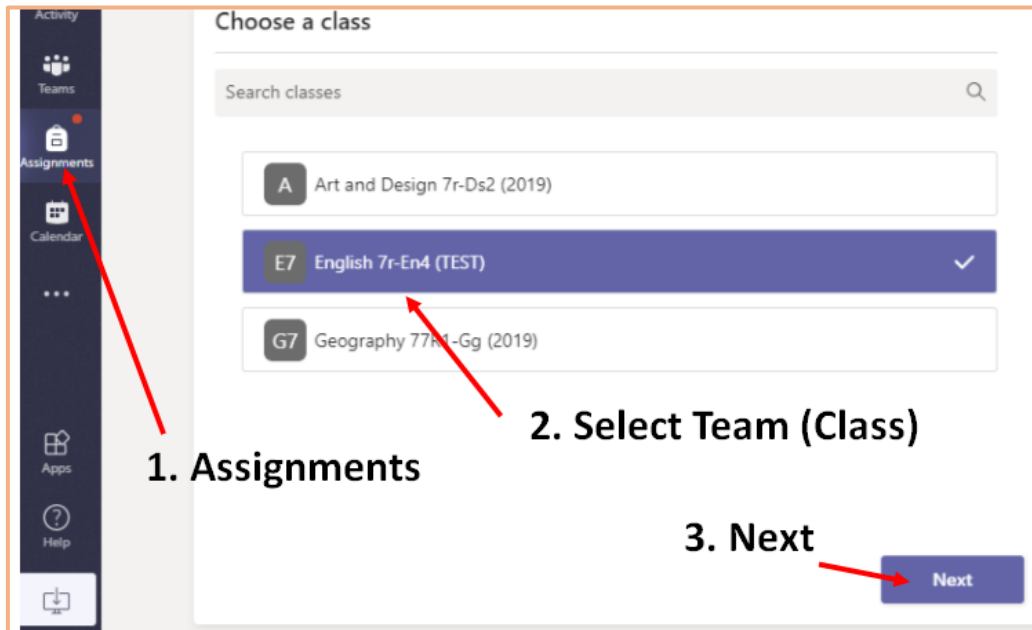 Activity
Teams
Assignments
Calendar
Apps
Help
Choose a class
Search classes
A Art and Design 7r-Ds2 (2019)
E7 English 7r-En4 (TEST)
G7 Geography 77R1-Gg (2019)
2. Select Team (Class)
1. Assignments
3. Next
Next